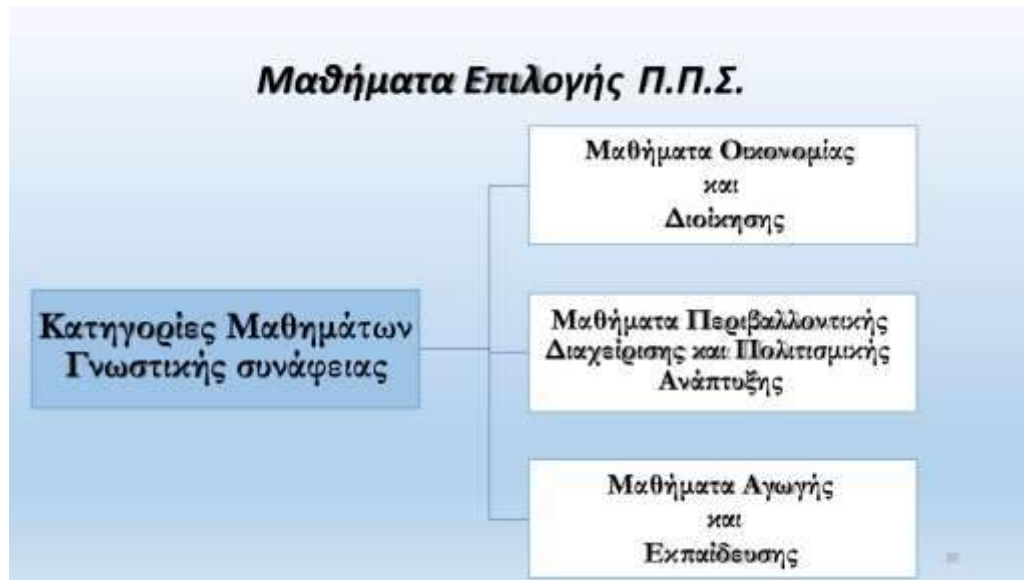 Μαθήματα Επιλογής Π.Π.Σ.
Μαθήματα Οικονομίας
και
Διοίκησης
Κατηγορίες Μαθημάτων
Γνωστικής συνάφειας
Μαθήματα Περιβαλλοντικής
Διαχείρισης και Πολιτισμικής
Ανάπτυξης
Μαθήματα Αγωγής
και
Εκπαίδευσης